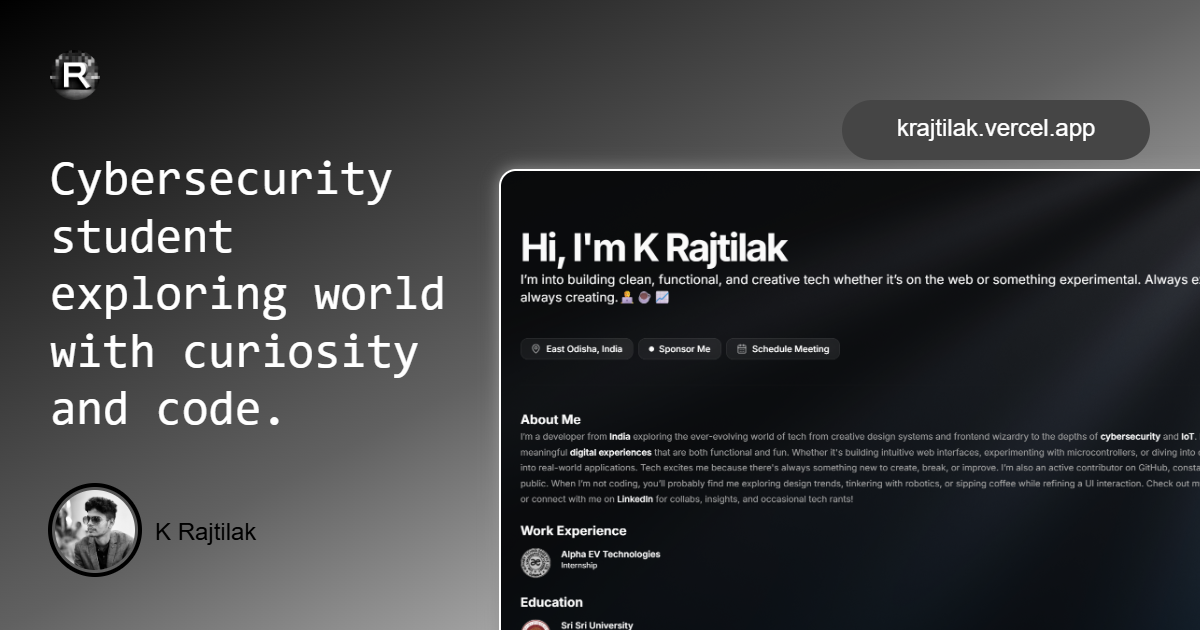 R
krajtilak.vercel.app
Cybersecurity
student
exploring world
with curiosity
and code.
K Rajtilak
Hi, I'm K Rajtilak
I'm into building clean, functional, and creative tech whether it's on the web or something experimental. Always
always creating.
East Odisha, India
Sponsor Me
Schedule Meeting
About Me
I'm a developer from India exploring the ever-evolving world of tech from creative design systems and frontend wizardry to the depths of cybersecurity and IoT.
meaningful digital experiences that are both functional and fun. Whether it's building intuitive web interfaces, experimenting with microcontrollers, or diving into
into real-world applications. Tech excites me because there's always something new to create, break, or improve. I'm also an active contributor on GitHub,
public. When I'm not coding, you'll probably find me exploring design trends, tinkering with robotics, or sipping coffee while refining a UI interaction. Check out
or connect with me on LinkedIn for collabs, insights, and occasional tech rants!
Work Experience
Alpha EV Technologies
Internship
Education
Sri Sri University